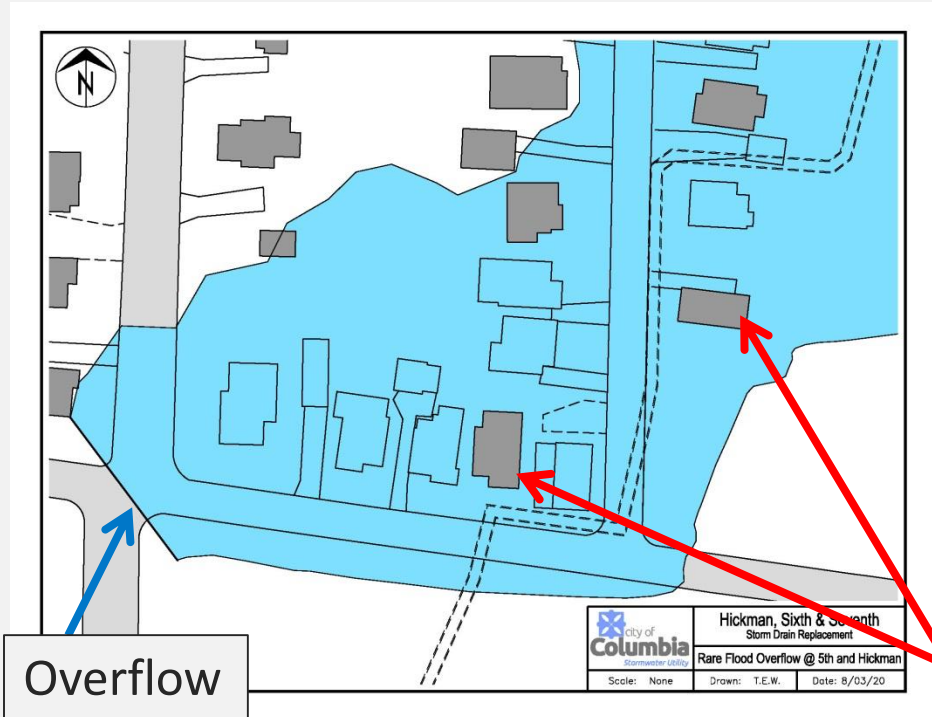 N
Hickman, Sixth & Seventh
Storm Drain Replacement
city of
Columbia
Stormwater Utility
Rare Flood Overflow @ 5th and Hickman
Scale: None
Drawn: T.E.W.
Date: 8/03/20
Overflow